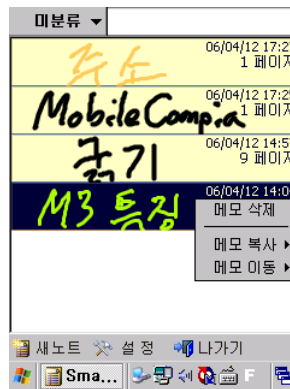 미분류
주소
06/04/12 17:2
1 페이지
MobileCompia
06/04/12 17:2
1 페이지
굵기
06/04/12 14:5
9 페이지
M3 특징
06/04/12 14:0
메모 삭제
메모 복사
메모 이동
새노트 설정 나가기
Sma... F